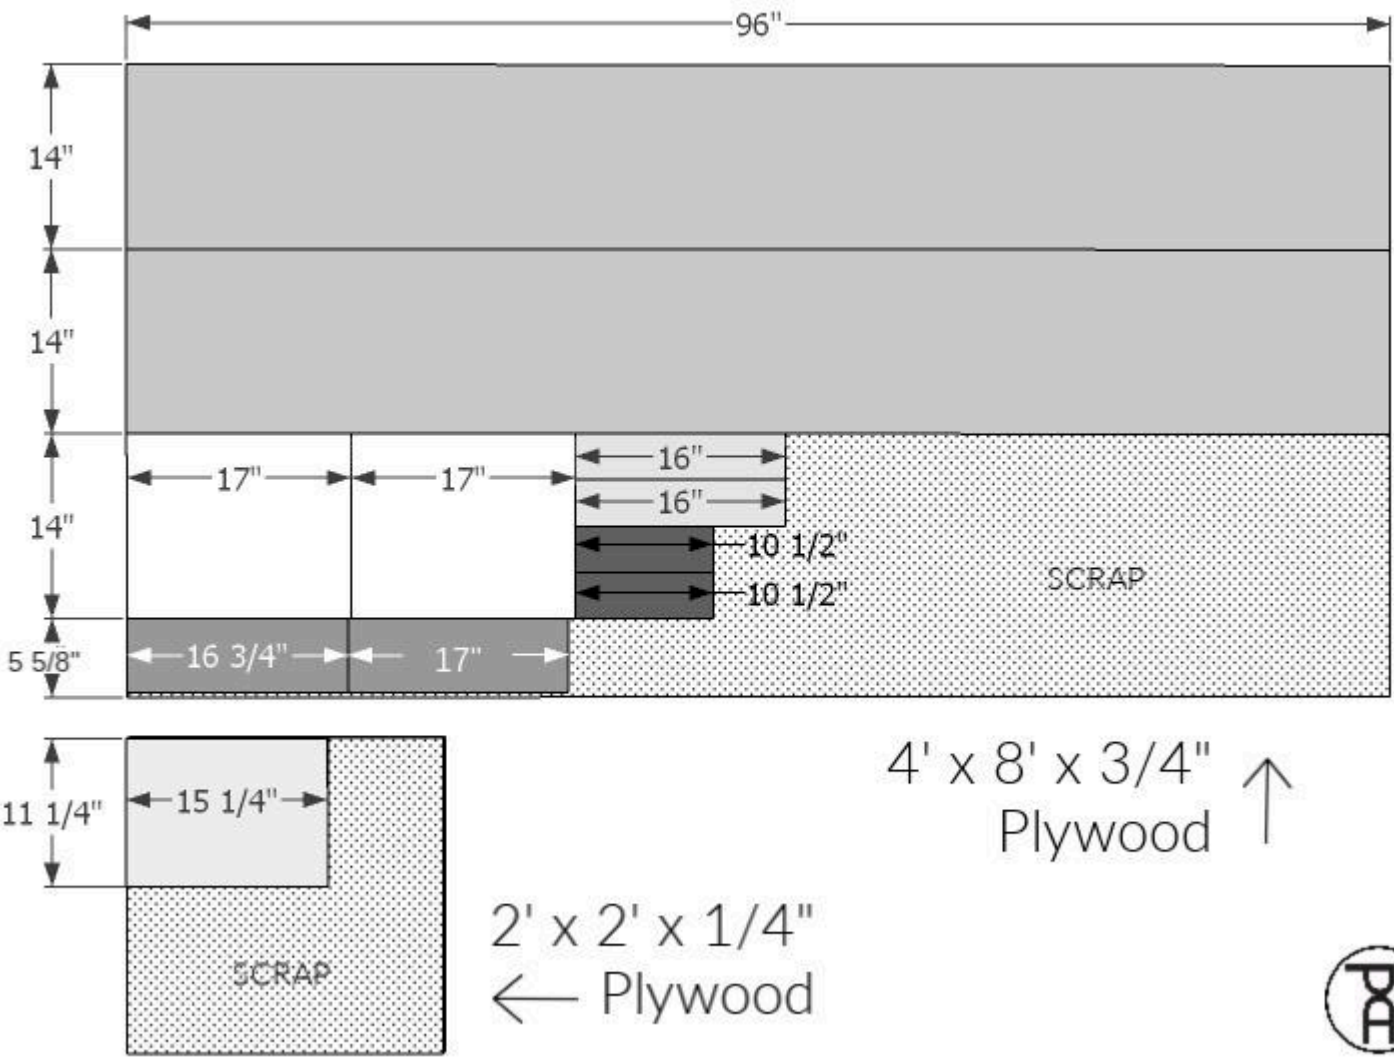 96"
14"
14"
14"
17"
17"
16"
16"
10 1/2"
10 1/2"
SCRAP
5 5/8"
16 3/4"
17"
11 1/4"
15 1/4"
SCRAP
4' x 8' x 3/4"
Plywood
2' x 2' x 1/4"
Plywood